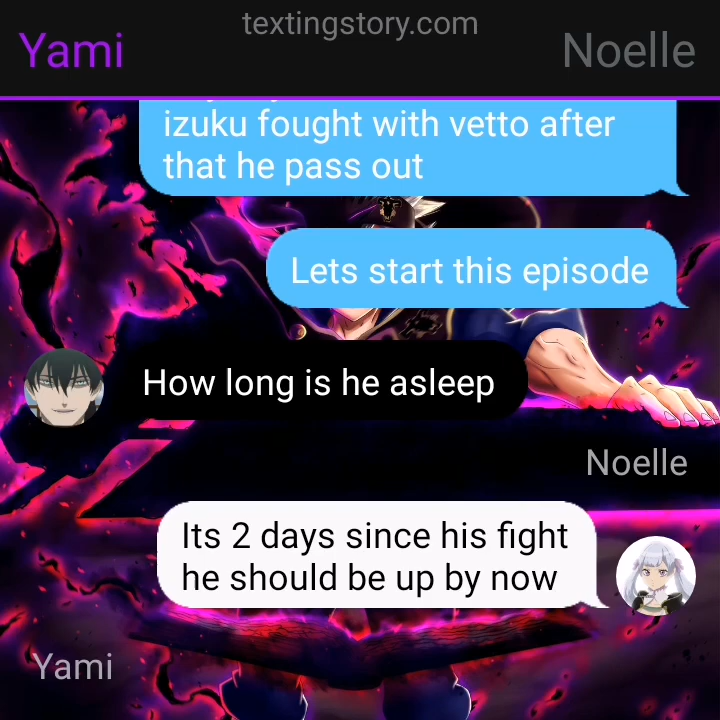 textingstory.com
Yami
Noelle
izuku fought with vetto after
that he pass out
Lets start this episode
How long is he asleep
Noelle
Its 2 days since his fight
he should be up by now
Yami